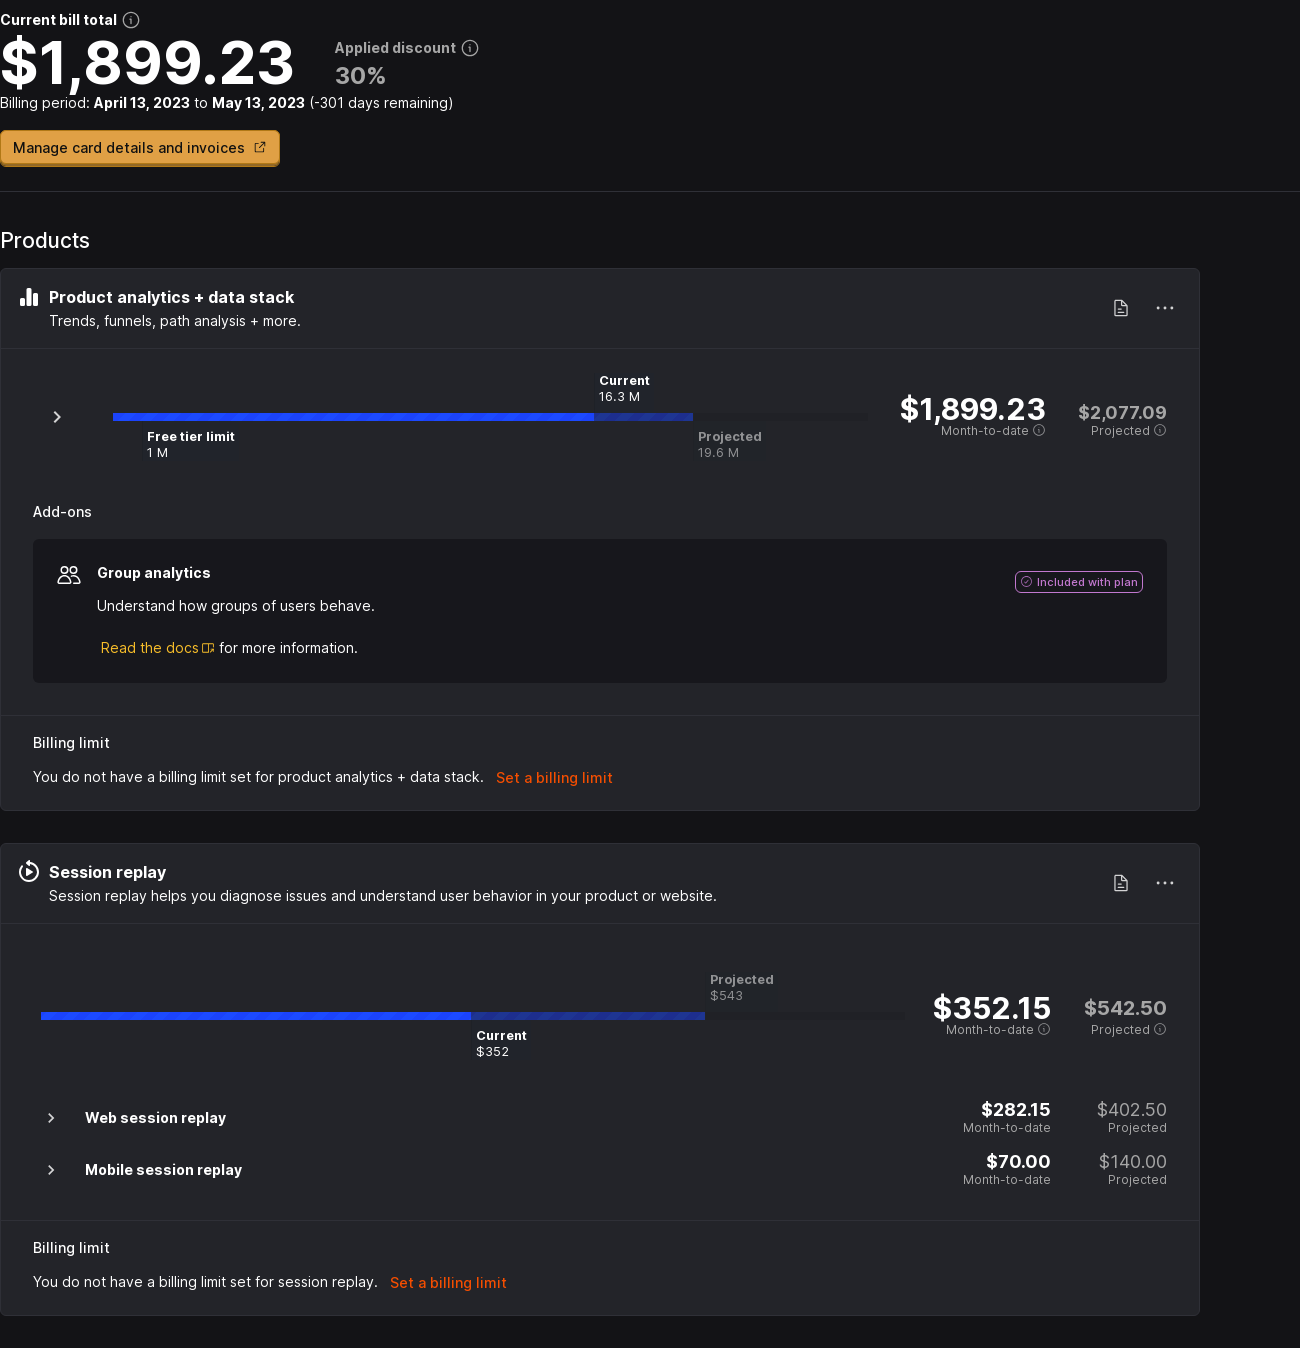 Current bill total
$1,899.23
Applied discount
30%
Billing period: April 13, 2023 to May 13, 2023 (-301 days remaining)
Manage card details and invoices
Products
Product analytics + data stack
Trends, funnels, path analysis + more.
Current
16.3 M
Free tier limit
1 M
Projected
19.6 M
$1,899.23
Month-to-date
$2,077.09
Projected
Add-ons
Group analytics
Included with plan
Understand how groups of users behave.
Read the docs for more information.
Billing limit
You do not have a billing limit set for product analytics + data stack. Set a billing limit
Session replay
Session replay helps you diagnose issues and understand user behavior in your product or website.
Projected
$543
Current
$352
$352.15
Month-to-date
$542.50
Projected
Web session replay
$282.15
Month-to-date
$402.50
Projected
Mobile session replay
$70.00
Month-to-date
$140.00
Projected
Billing limit
You do not have a billing limit set for session replay. Set a billing limit